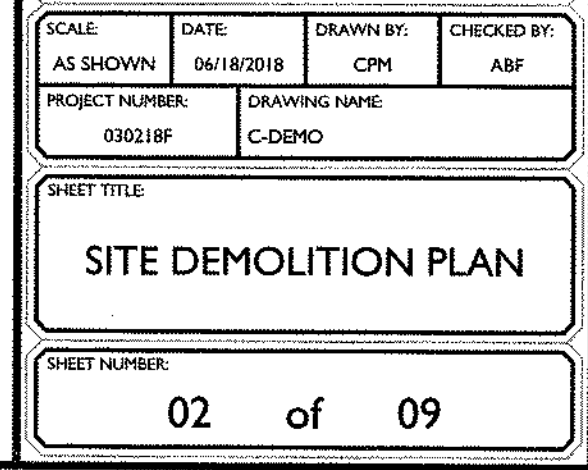 SCALE: DATE: DRAWN BY: CHECKED BY:
AS SHOWN 06/18/2018 CPM ABF
PROJECT NUMBER: DRAWING NAME:
030218F C-DEMO
SHEET TITLE:
SITE DEMOLITION PLAN
SHEET NUMBER:
02 of 09